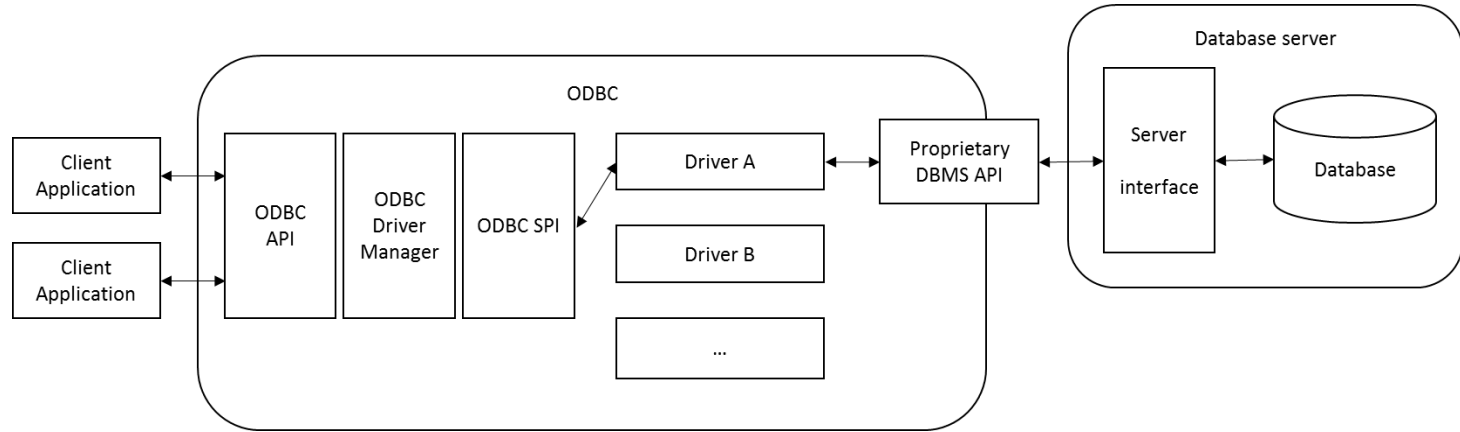 Database server
ODBC
Client
Application
Client
Application
ODBC
API
ODBC
Driver
Manager
ODBC SPI
Driver A
Driver B
...
Proprietary
DBMS API
Server
interface
Database